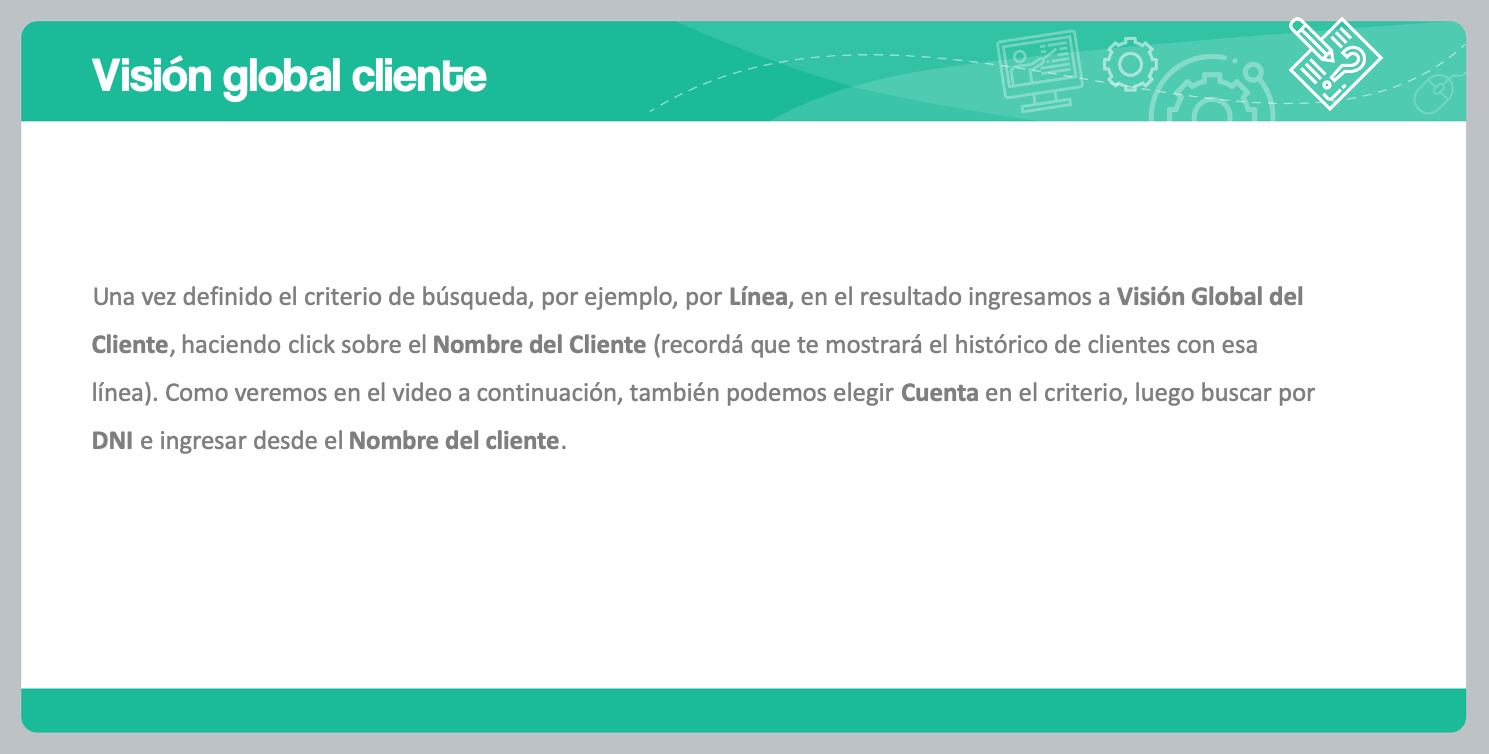 Visión global cliente
Una vez definido el criterio de búsqueda, por ejemplo, por Línea, en el resultado ingresamos a Visión Global del
Cliente, haciendo click sobre el Nombre del Cliente (recordá que te mostrará el histórico de clientes con esa
línea). Como veremos en el video a continuación, también podemos elegir Cuenta en el criterio, luego buscar por
DNI e ingresar desde el Nombre del cliente.